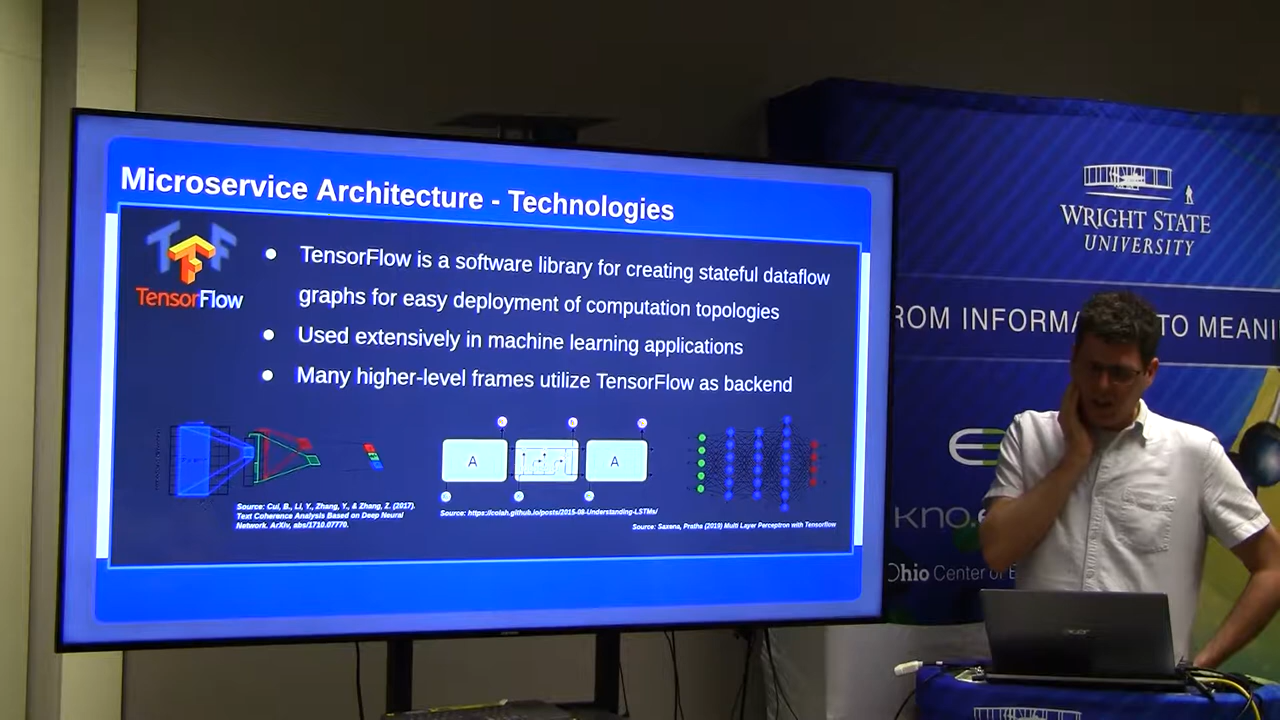 Microservice Architecture - Technologies
TensorFlow
● TensorFlow is a software library for creating stateful dataflow
graphs for easy deployment of computation topologies
● Used extensively in machine learning applications
● Many higher-level frames utilize TensorFlow as backend
A
A
Source: Cui, B., Li, Y., Zhang, Y., & Zhang, Z. (2017).
Text Coherence Analysis Based on Deep Neural
Network. ArXiv, abs/1710.07770.
Source: https://colah.github.io/posts/2015-08-Understanding-LSTMs/
Source: Saxena, Pratha (2019) Multi Layer Perceptron with Tensorflow
WRIGHT STATE
UNIVERSITY
ROM INFORMA TO MEANI
kno.e
Ohio Center of E
acer
WRIGHT STATE